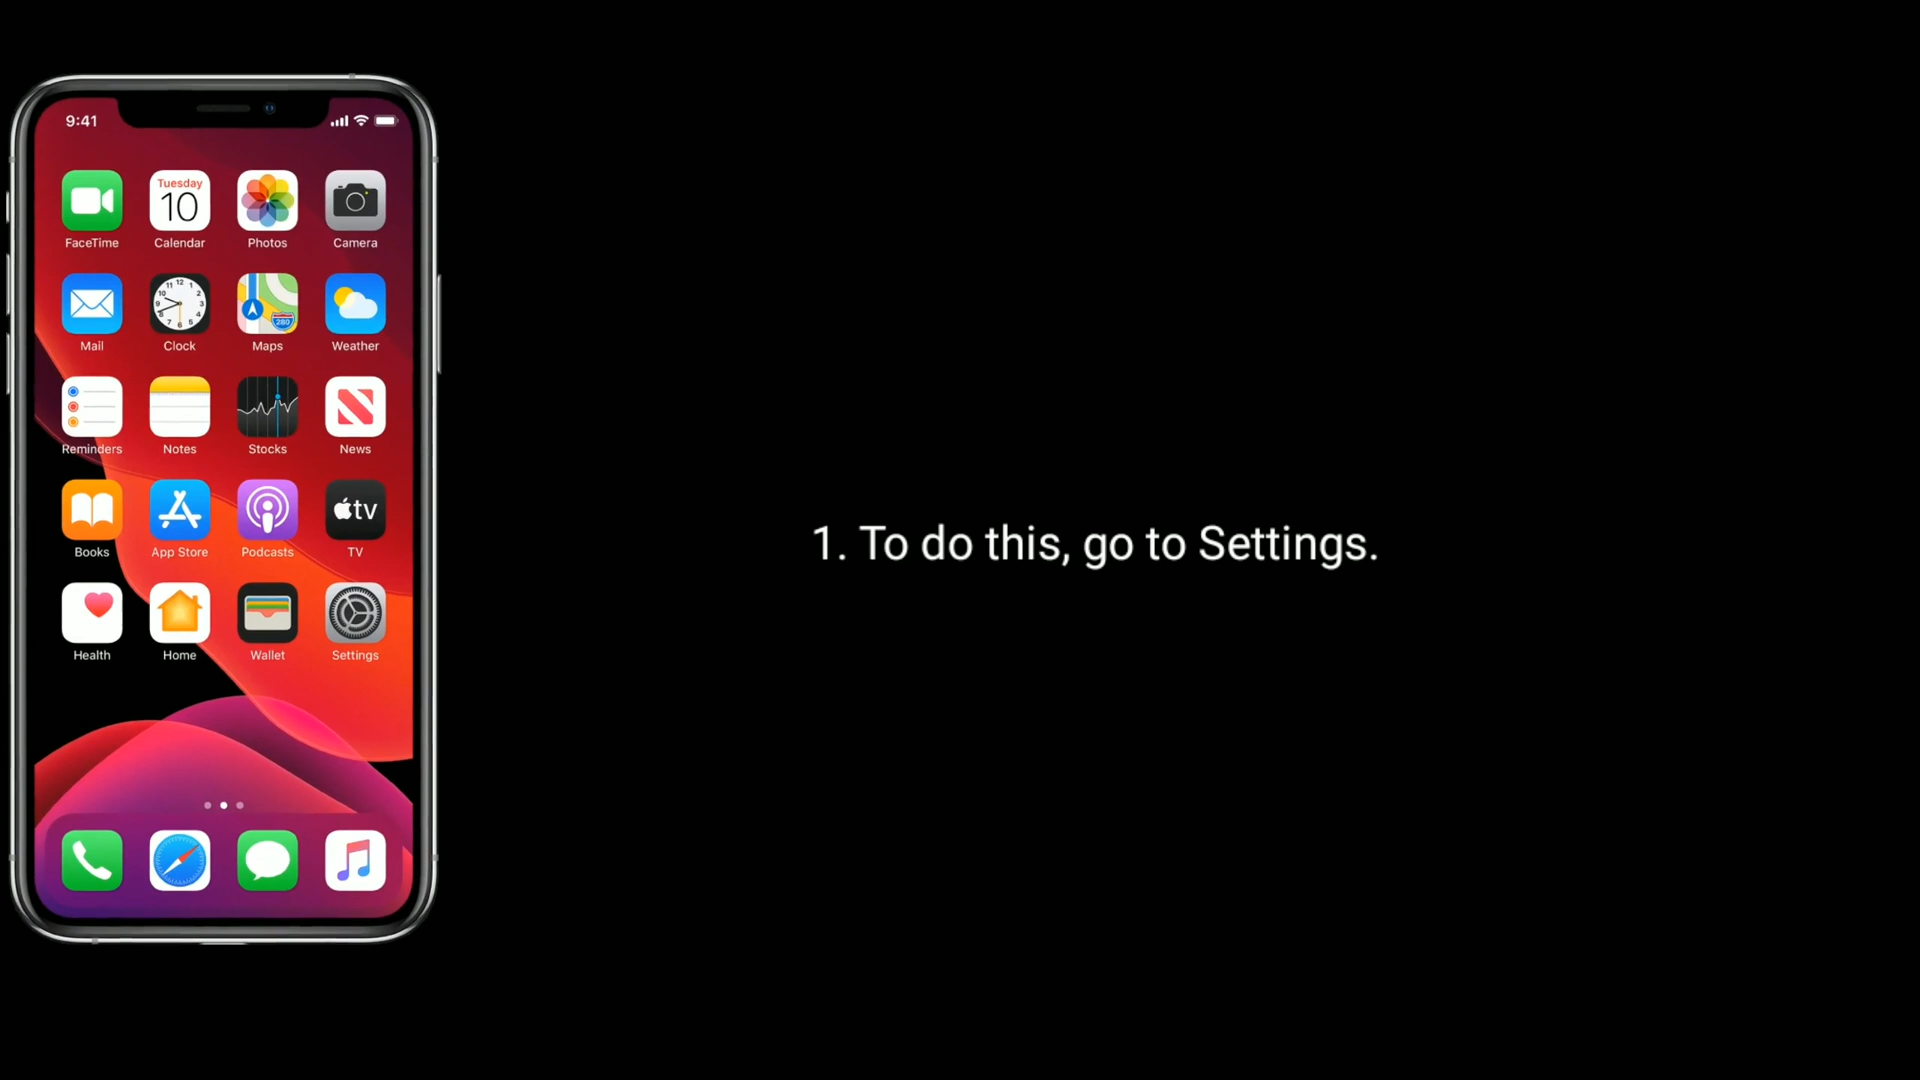 9:41
Tuesday
10
FaceTime Calendar Photos Camera
280
Mail Clock Maps Weather
Reminders Notes Stocks News
tv
Books App Store Podcasts TV
Health Home Wallet Settings
1. To do this, go to Settings.